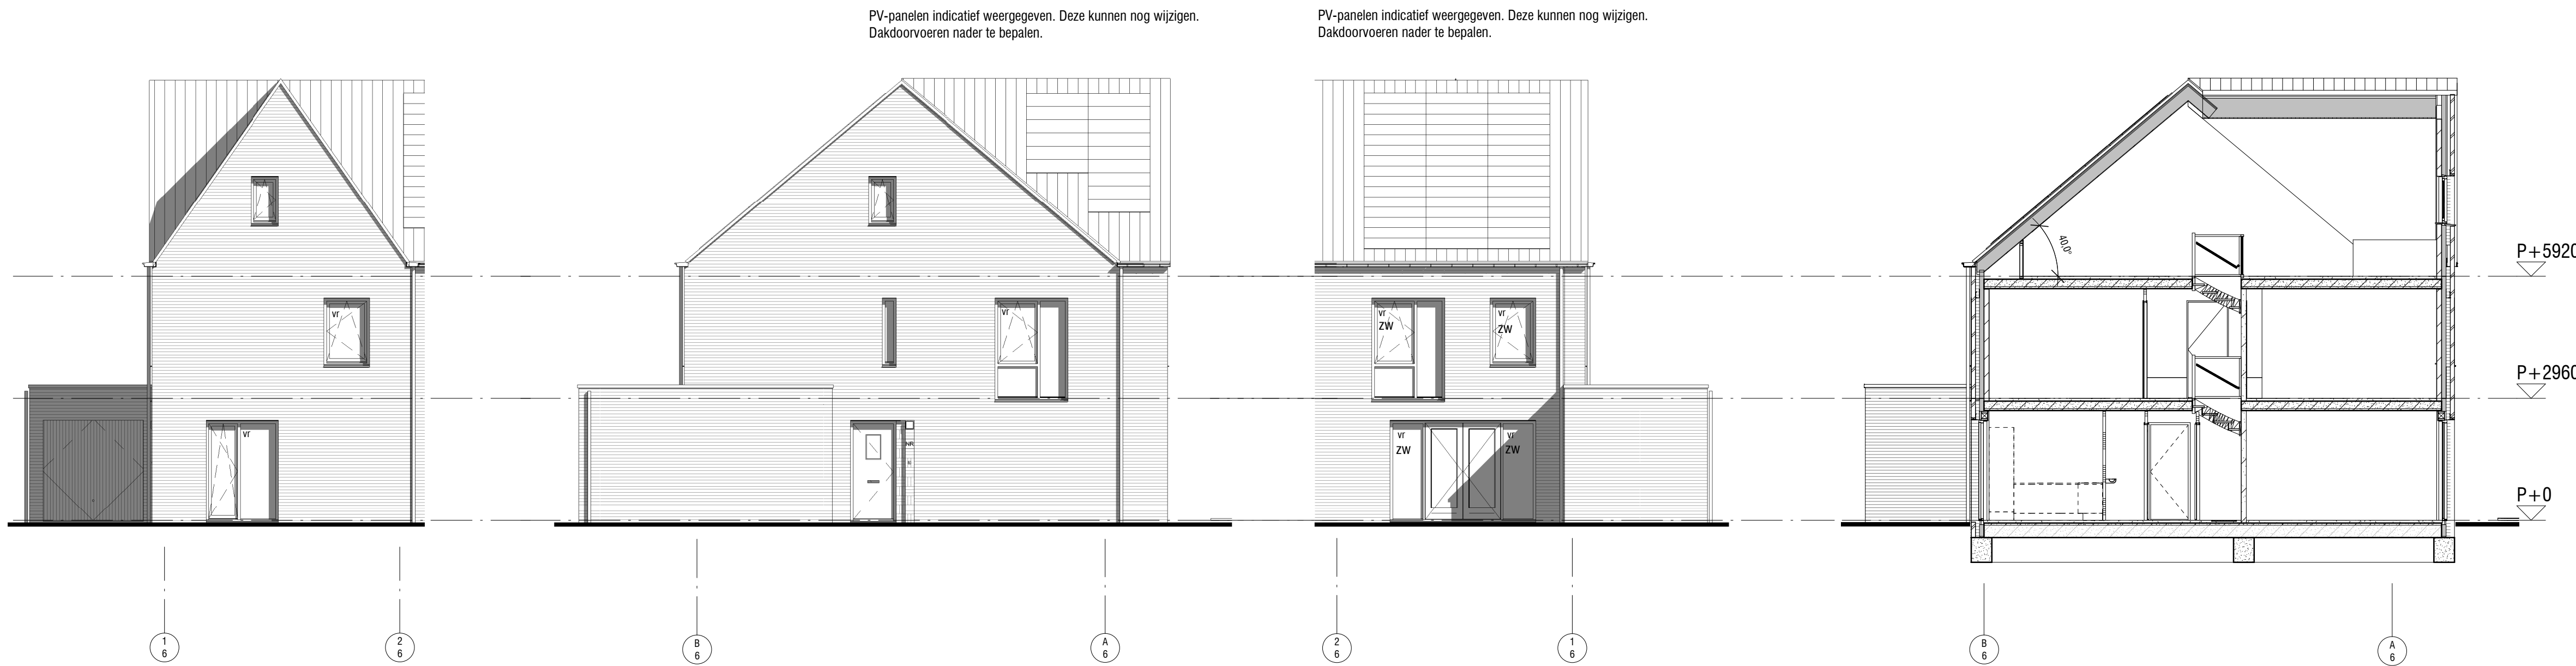 PV-panelen indicatief weergegeven. Deze kunnen nog wijzigen.
Dakdoorvoeren nader te bepalen.
PV-panelen indicatief weergegeven. Deze kunnen nog wijzigen.
Dakdoorvoeren nader te bepalen.
40,0°
P+5920
vr
vr
vr
ZW
vr
ZW
P+2960
vr
NR
vr
ZW
vr
ZW
P+0
1
6
2
6
B
6
A
6
2
6
1
6
B
6
A
6